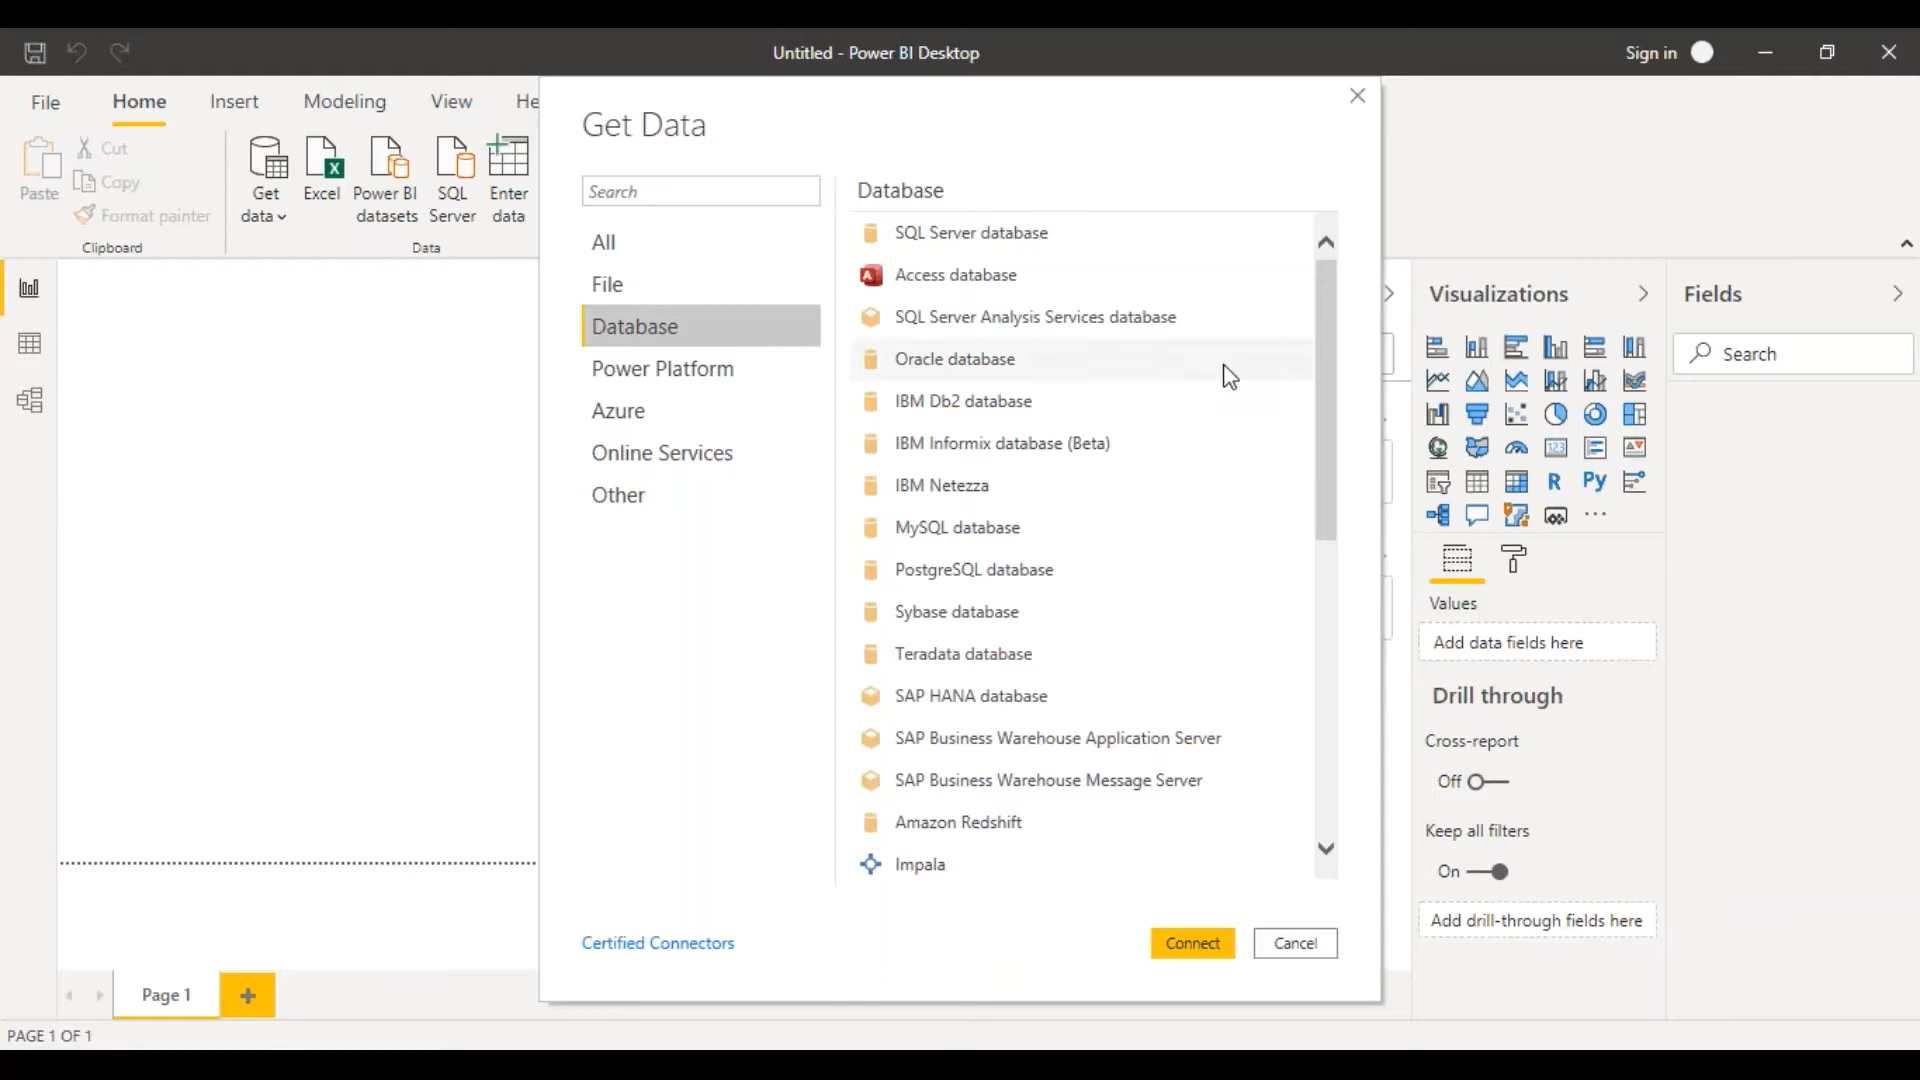 Untitled - Power BI Desktop
Sign in
File
Home
Insert
Modeling
View
He
Paste
Cut
Copy
Format painter
Clipboard
Get
data
Excel
Power BI
datasets
SQL
Server
Enter
data
Data
Get Data
Search
All
File
Database
Power Platform
Azure
Online Services
Other
Database
SQL Server database
Access database
SQL Server Analysis Services database
Oracle database
IBM Db2 database
IBM Informix database (Beta)
IBM Netezza
MySQL database
PostgreSQL database
Sybase database
Teradata database
SAP HANA database
SAP Business Warehouse Application Server
SAP Business Warehouse Message Server
Amazon Redshift
Impala
Certified Connectors
Connect
Cancel
Visualizations
123
R
Py
Values
Add data fields here
Drill through
Cross-report
Off
Keep all filters
On
Add drill-through fields here
Fields
Search
Page 1
PAGE 1 OF 1